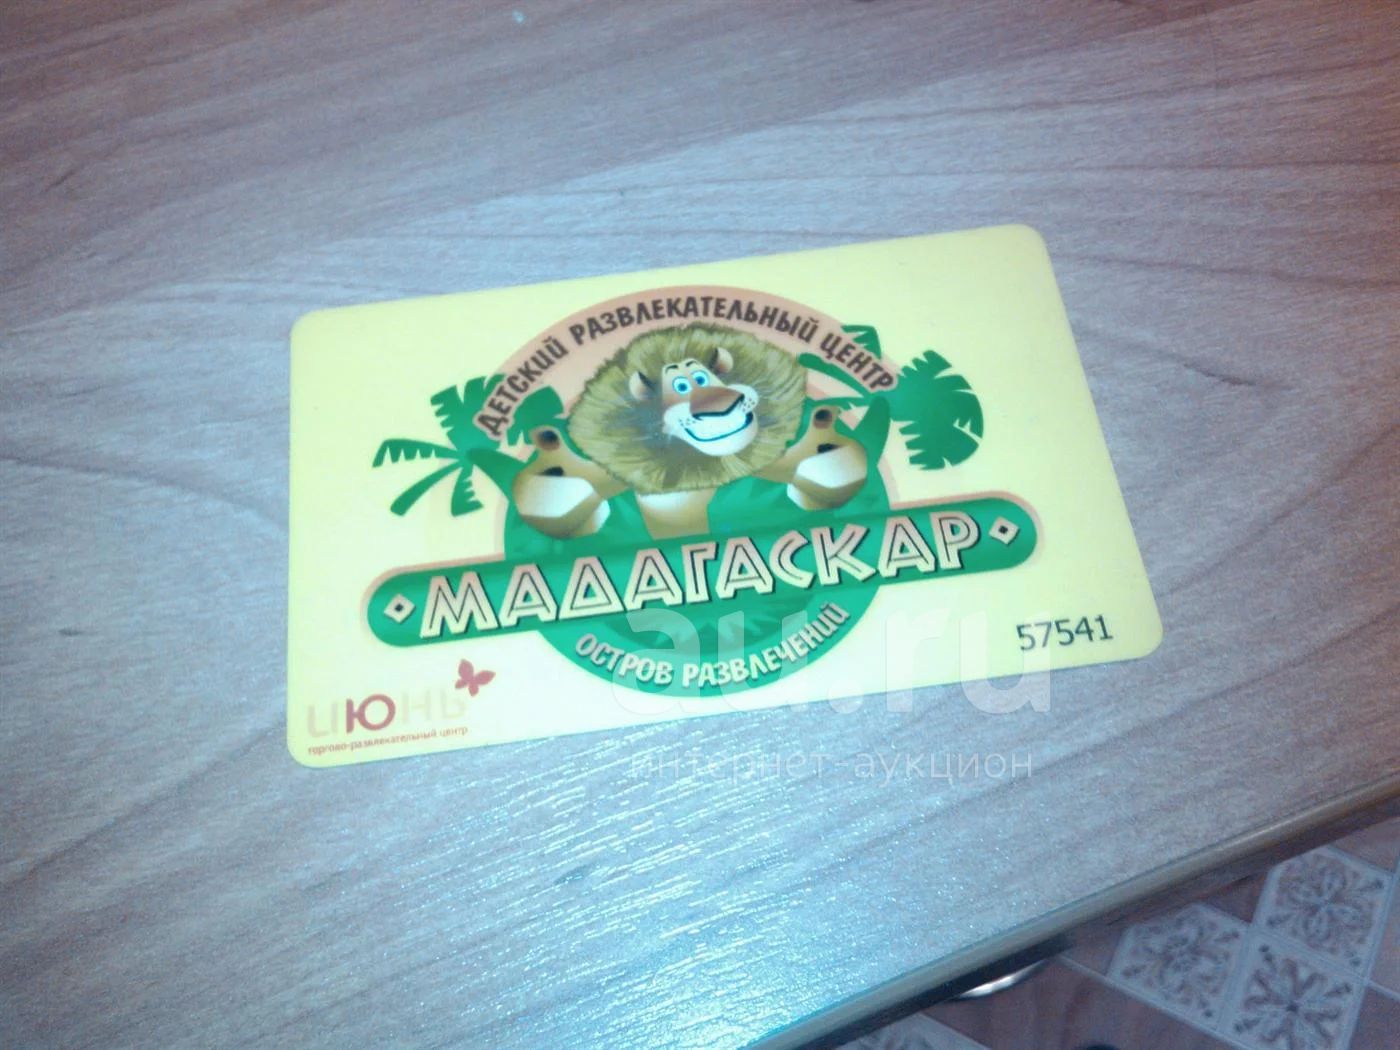 ДЕТСКИЙ РАЗВЛЕКАТЕЛЬНЫЙ ЦЕНТР
МАДАГАСКАР
ОСТРОВ РАЗВЛЕЧЕНИЙ
57541
июнь
торгово-развлекательный центр
au.ru
интернет-аукцион